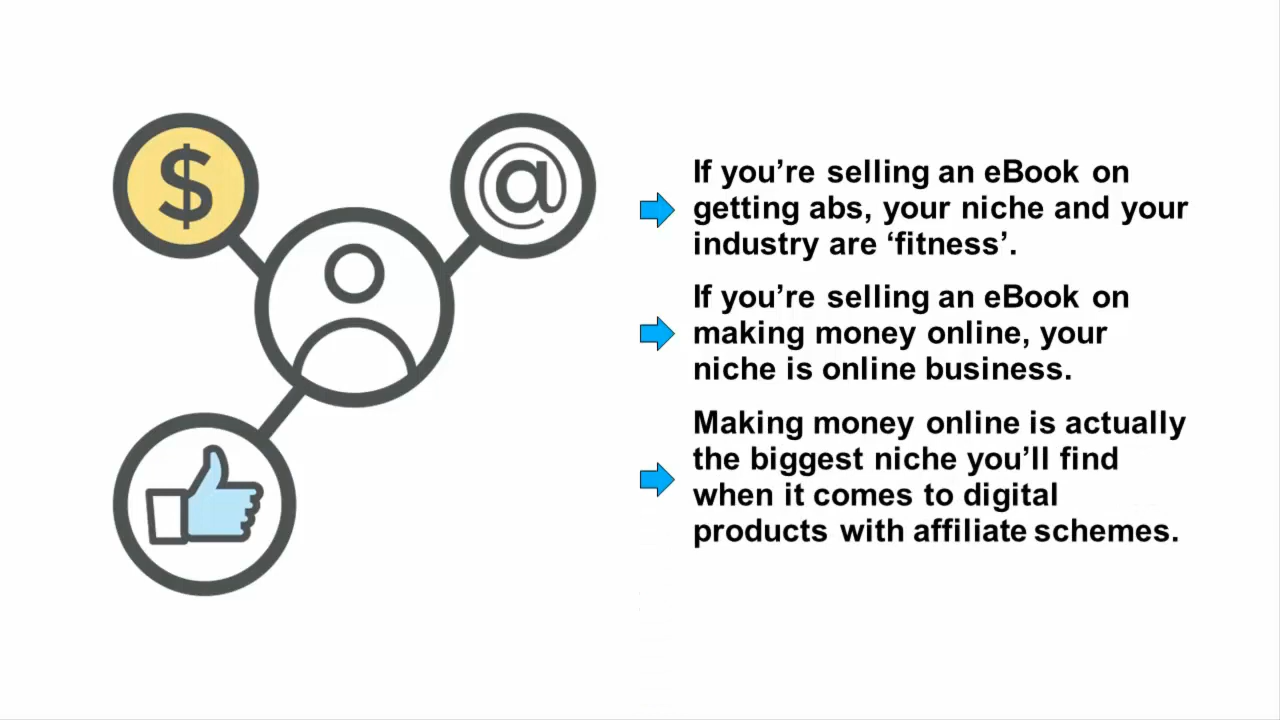 $
@
If you’re selling an eBook on
getting abs, your niche and your
industry are ‘fitness’.
If you’re selling an eBook on
making money online, your
niche is online business.
Making money online is actually
the biggest niche you’ll find
when it comes to digital
products with affiliate schemes.